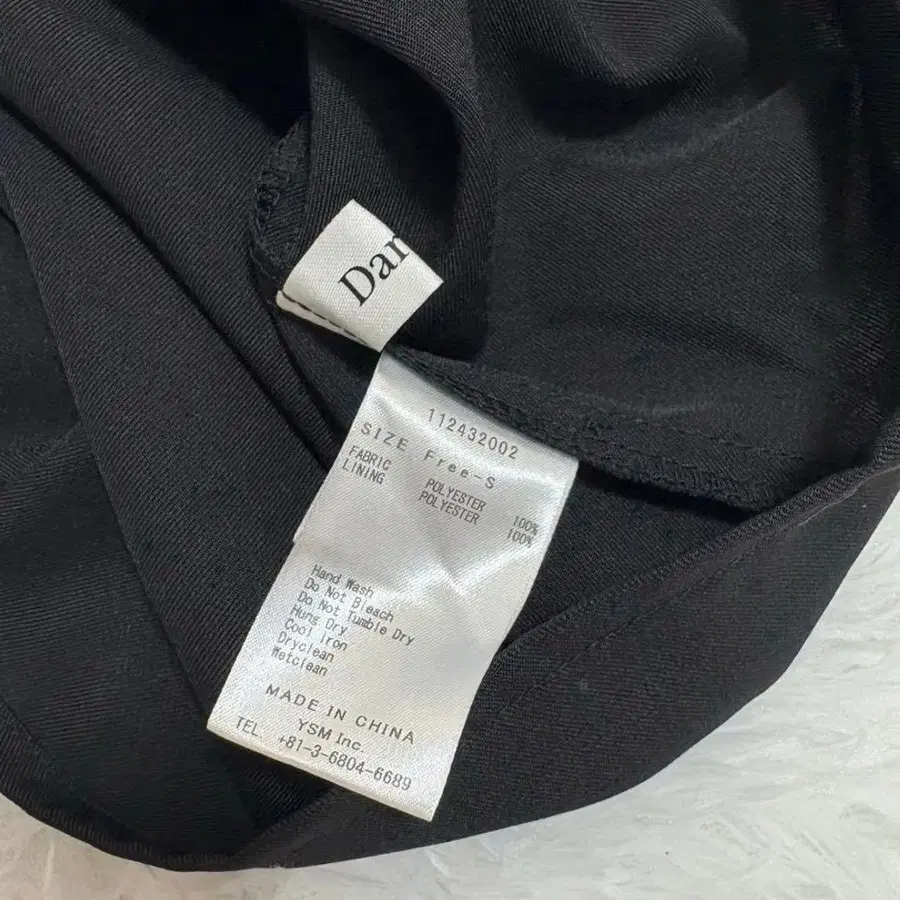 Dar
112432002
SIZE Free-S
FABRIC POLYESTER 100%
LINING POLYESTER 100%
Hand Wash
Do Not Bleach
Do Not Tumble Dry
Hung Dry
Cool Iron
Dryclean
Wetclean
MADE IN CHINA
YSM Inc.
TEL +81-3-6804-6689